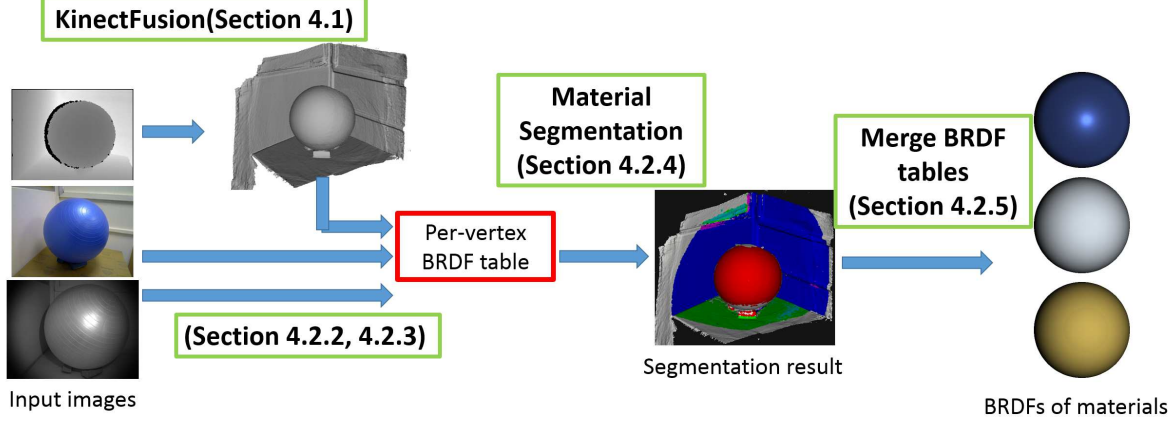 KinectFusion(Section 4.1)
Material
Segmentation
(Section 4.2.4)
Merge BRDF
tables
(Section 4.2.5)
Per-vertex
BRDF table
(Section 4.2.2, 4.2.3)
Segmentation result
Input images
BRDFs of materials